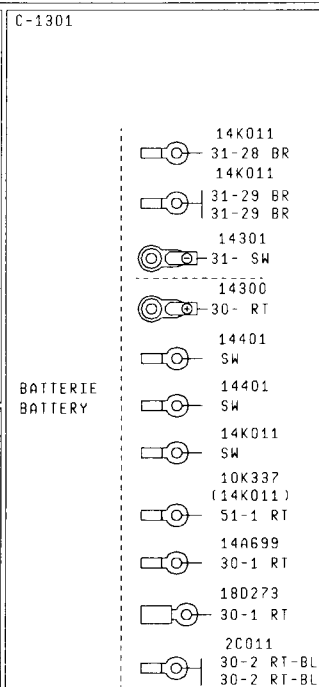 C-1301
14K011
31-28 BR
14K011
31-29 BR
31-29 BR
14301
31- SW
14300
30- RT
14401
SW
BATTERIE
BATTERY
14401
SW
14K011
SW
10K337
(14K011)
51-1 RT
14A699
30-1 RT
18D273
30-1 RT
2C011
30-2 RT-BL
30-2 RT-BL